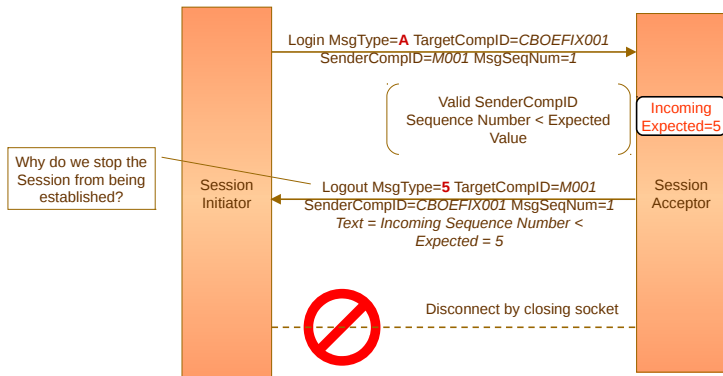 Login MsgType=A TargetCompID=CBOEFIX001
SenderCompID=M001 MsgSeqNum=1
Valid SenderCompID
Sequence Number < Expected
Value
Incoming
Expected=5
Why do we stop the
Session from being
established?
Session
Initiator
Logout MsgType=5 TargetCompID=M001
SenderCompID=CBOEFIX001 MsgSeqNum=1
Text = Incoming Sequence Number <
Expected = 5
Session
Acceptor
Disconnect by closing socket